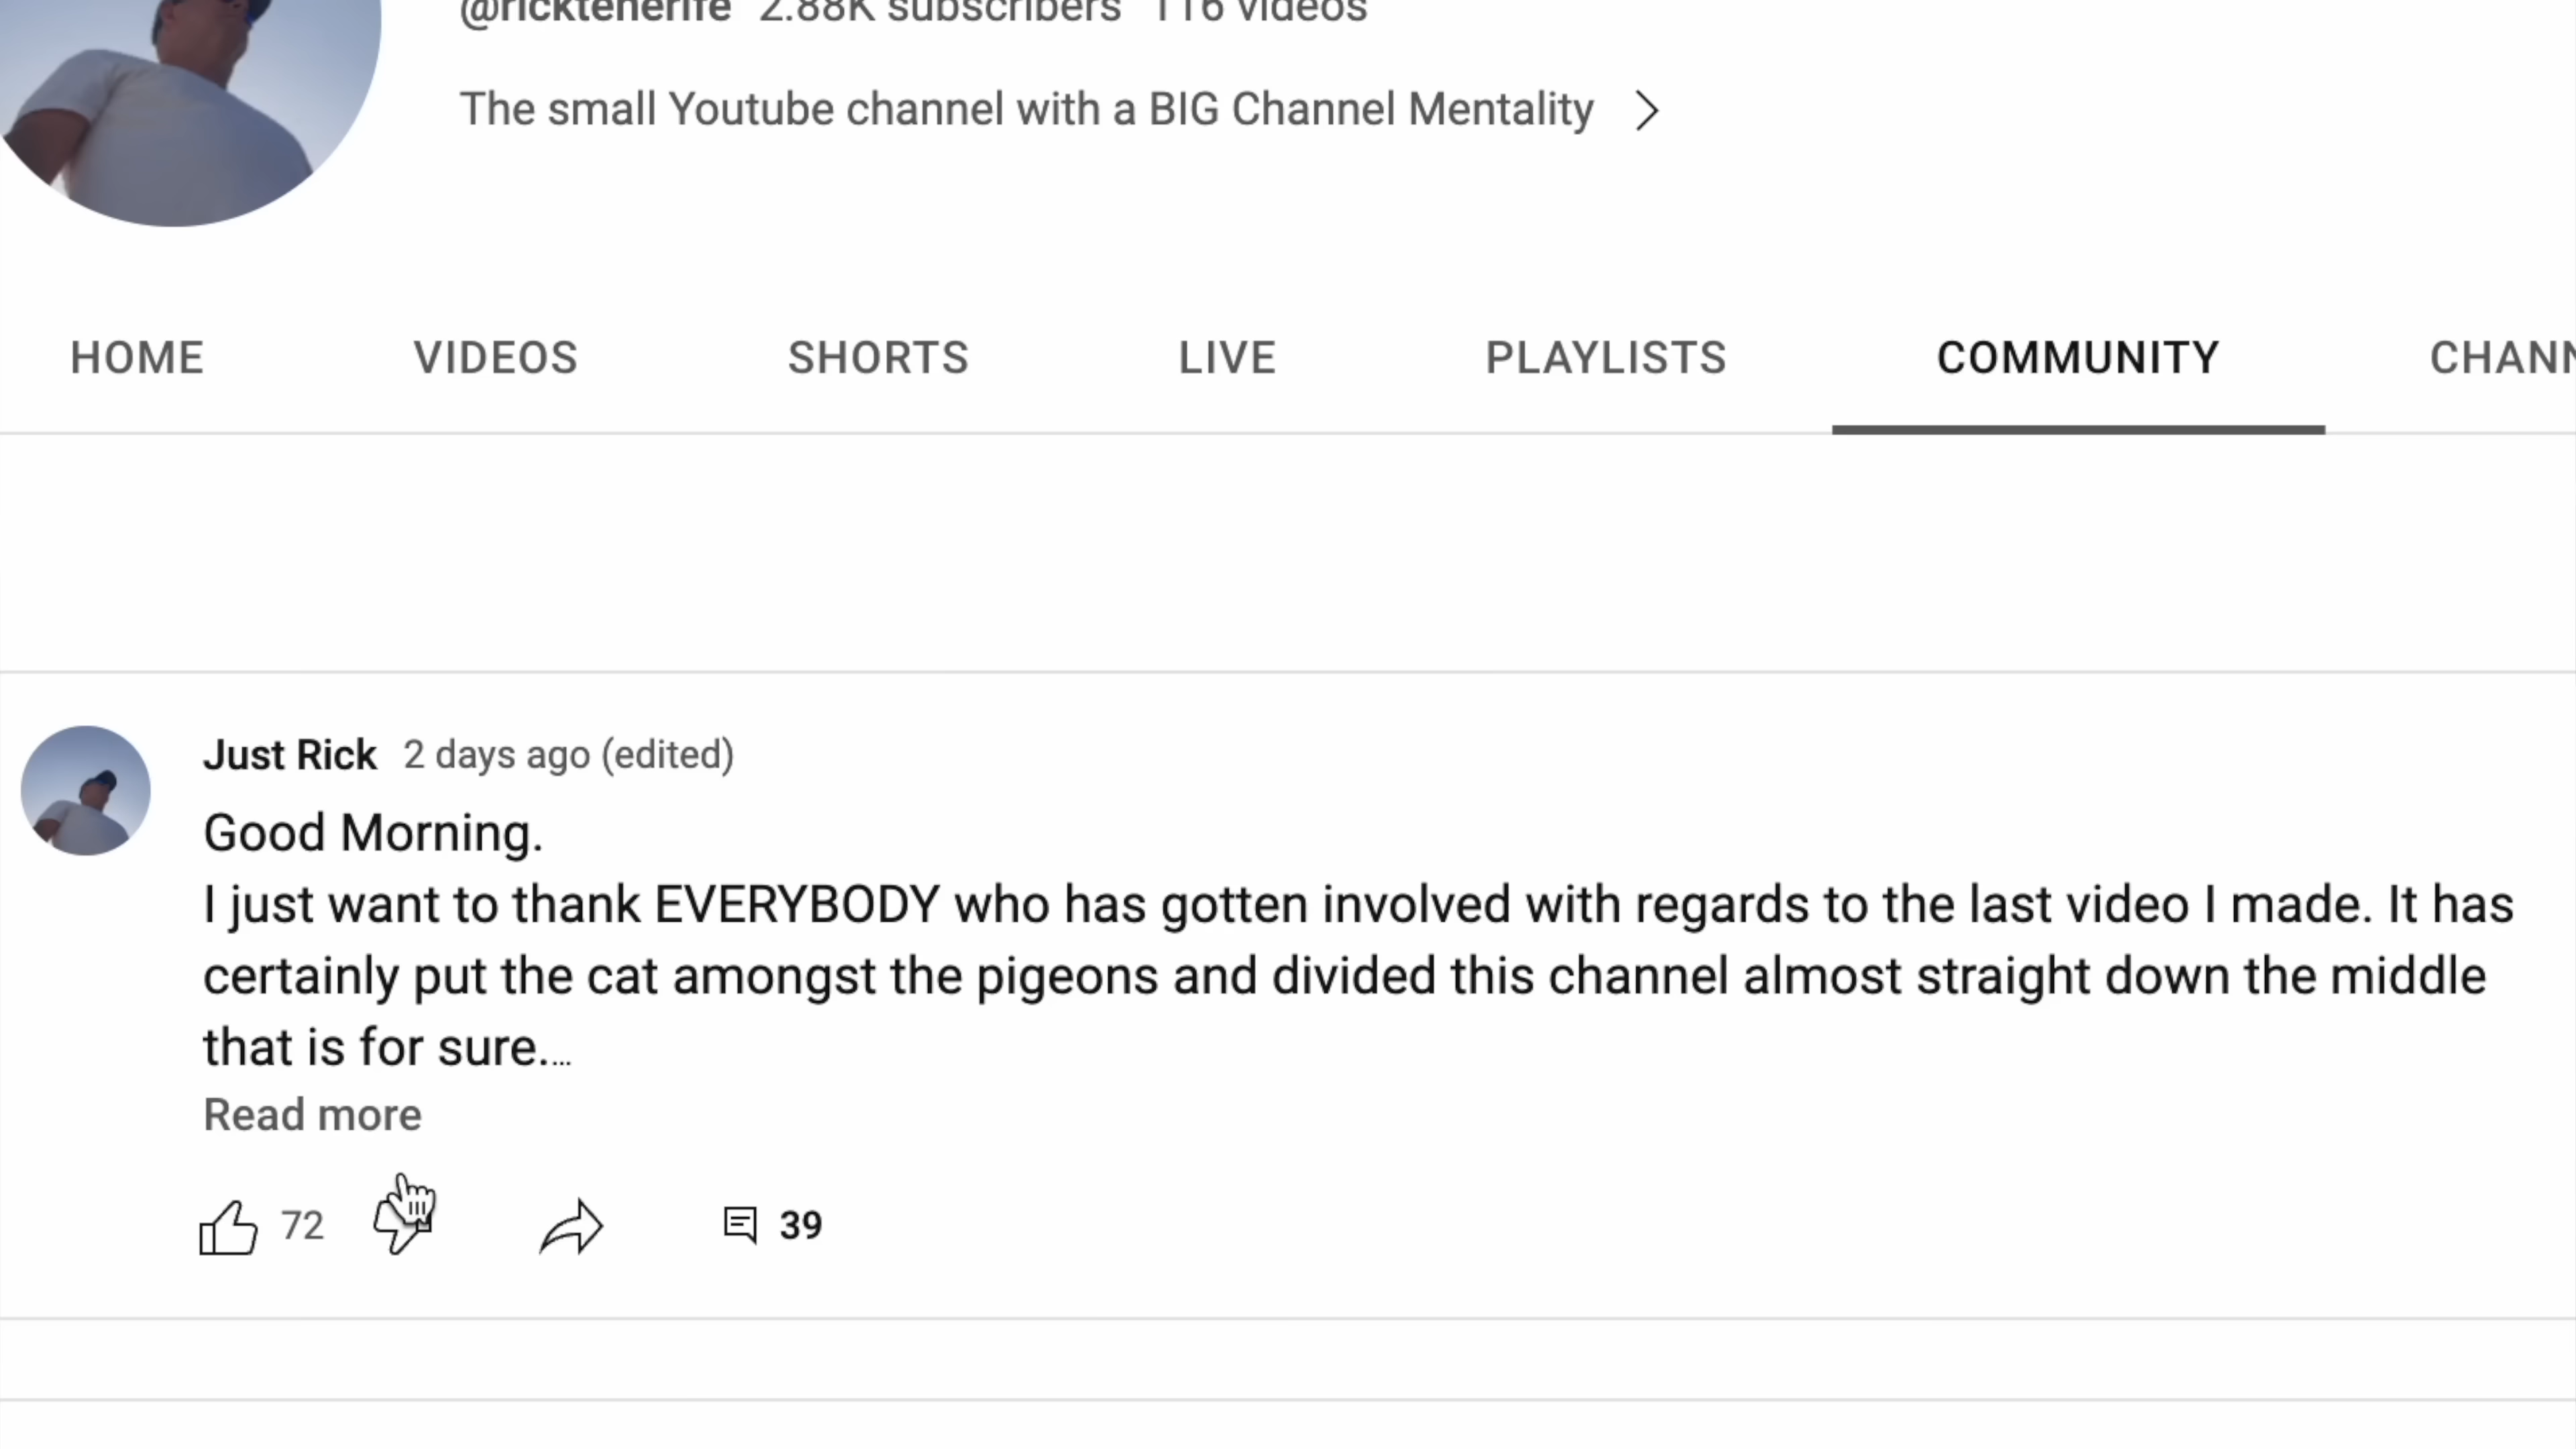 @ricktenerife 2.88K subscribers 116 videos
The small Youtube channel with a BIG Channel Mentality
HOME VIDEOS SHORTS LIVE PLAYLISTS COMMUNITY CHANN
Just Rick 2 days ago (edited)
Good Morning.
I just want to thank EVERYBODY who has gotten involved with regards to the last video I made. It has
certainly put the cat amongst the pigeons and divided this channel almost straight down the middle
that is for sure....
Read more
72 39